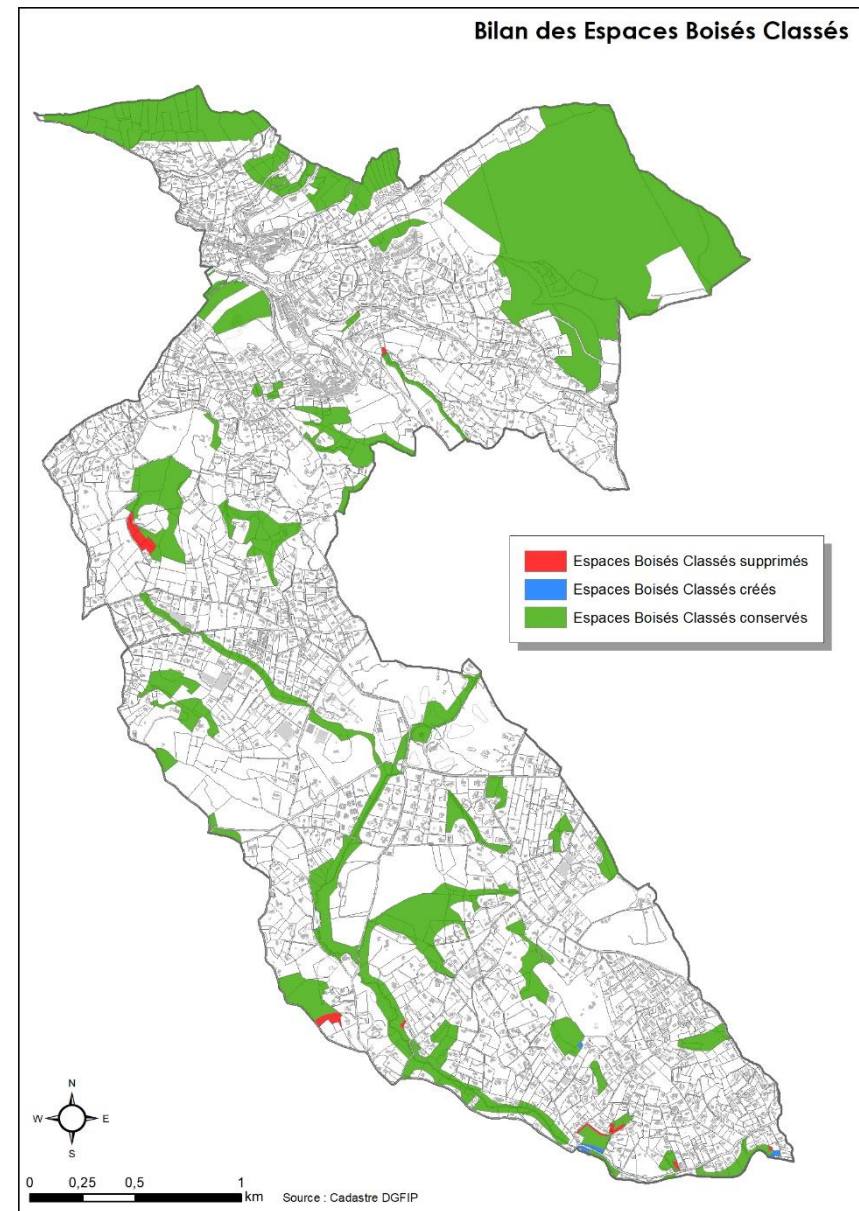 Bilan des Espaces Boisés Classés
Espaces Boisés Classés supprimés
Espaces Boisés Classés créés
Espaces Boisés Classés conservés
N
W E
S
0 0,25 0,5 1
km Source : Cadastre DGFIP